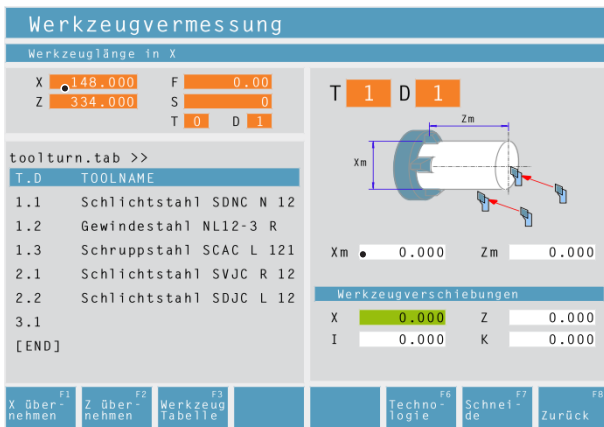 Werkzeugvermessung
Werkzeuglänge in X
X 148.000 F 0.00
Z 334.000 S 0
T 0 D 1
T 1 D 1
Zm
Xm
toolturn.tab >>
T.D TOOLNAME
1.1 Schlichtstahl SDNC N 12
1.2 Gewindestahl NL12-3 R
1.3 Schruppstahl SCAC L 121
2.1 Schlichtstahl SVJC R 12
2.2 Schlichtstahl SDJC L 12
3.1
[END]
Xm 0.000 Zm 0.000
Werkzeugverschiebungen
X 0.000 Z 0.000
I 0.000 K 0.000
F1 F2 F3 F6 F7 F8
X über- Z über- Werkzeug Techno- Schnei-
nehmen nehmen Tabelle logie de Zurück